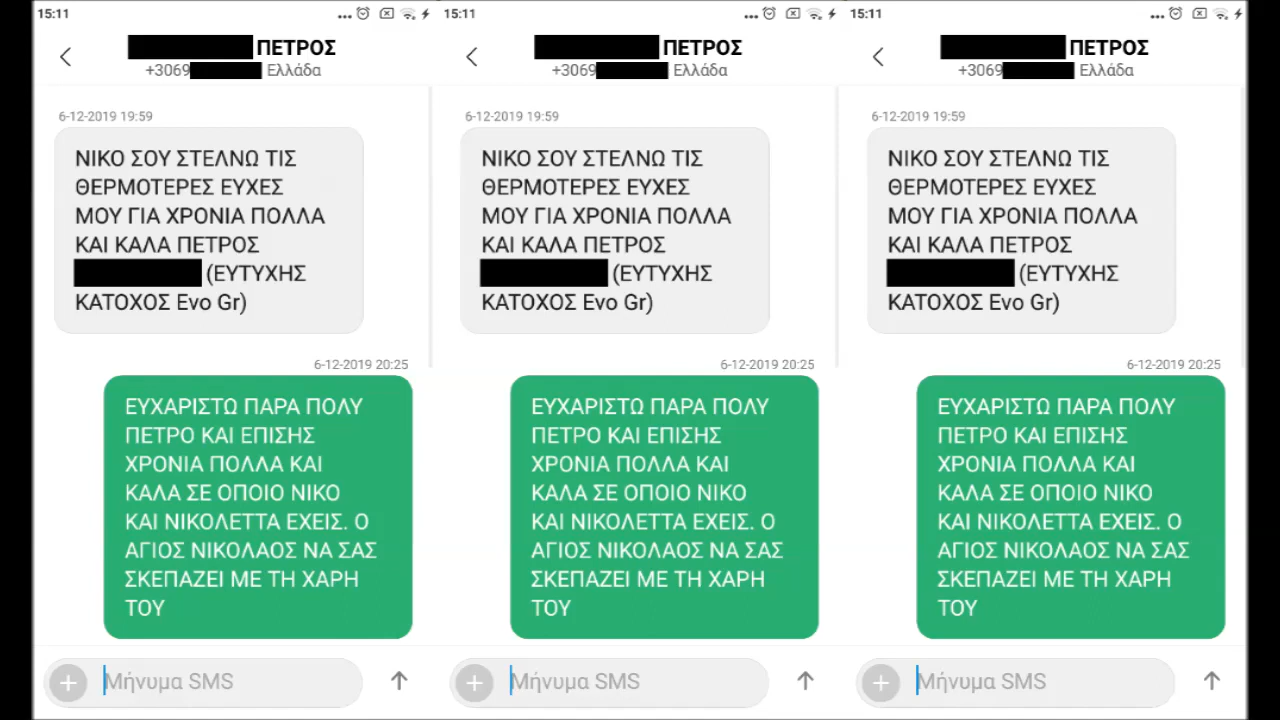 15:11
ΠΕΤΡΟΣ
+3069 Ελλάδα
6-12-2019 19:59
ΝΙΚΟ ΣΟΥ ΣΤΕΛΝΩ ΤΙΣ
ΘΕΡΜΟΤΕΡΕΣ ΕΥΧΕΣ
ΜΟΥ ΓΙΑ ΧΡΟΝΙΑ ΠΟΛΛΑ
ΚΑΙ ΚΑΛΑ ΠΕΤΡΟΣ
(ΕΥΤΥΧΗΣ
ΚΑΤΟΧΟΣ Evo Gr)
6-12-2019 20:25
ΕΥΧΑΡΙΣΤΩ ΠΑΡΑ ΠΟΛΥ
ΠΕΤΡΟ ΚΑΙ ΕΠΙΣΗΣ
ΧΡΟΝΙΑ ΠΟΛΛΑ ΚΑΙ
ΚΑΛΑ ΣΕ ΟΠΟΙΟ ΝΙΚΟ
ΚΑΙ ΝΙΚΟΛΕΤΤΑ ΕΧΕΙΣ. Ο
ΑΓΙΟΣ ΝΙΚΟΛΑΟΣ ΝΑ ΣΑΣ
ΣΚΕΠΑΖΕΙ ΜΕ ΤΗ ΧΑΡΗ
ΤΟΥ
Μήνυμα SMS
15:11
ΠΕΤΡΟΣ
+3069 Ελλάδα
6-12-2019 19:59
ΝΙΚΟ ΣΟΥ ΣΤΕΛΝΩ ΤΙΣ
ΘΕΡΜΟΤΕΡΕΣ ΕΥΧΕΣ
ΜΟΥ ΓΙΑ ΧΡΟΝΙΑ ΠΟΛΛΑ
ΚΑΙ ΚΑΛΑ ΠΕΤΡΟΣ
(ΕΥΤΥΧΗΣ
ΚΑΤΟΧΟΣ Evo Gr)
6-12-2019 20:25
ΕΥΧΑΡΙΣΤΩ ΠΑΡΑ ΠΟΛΥ
ΠΕΤΡΟ ΚΑΙ ΕΠΙΣΗΣ
ΧΡΟΝΙΑ ΠΟΛΛΑ ΚΑΙ
ΚΑΛΑ ΣΕ ΟΠΟΙΟ ΝΙΚΟ
ΚΑΙ ΝΙΚΟΛΕΤΤΑ ΕΧΕΙΣ. Ο
ΑΓΙΟΣ ΝΙΚΟΛΑΟΣ ΝΑ ΣΑΣ
ΣΚΕΠΑΖΕΙ ΜΕ ΤΗ ΧΑΡΗ
ΤΟΥ
Μήνυμα SMS
15:11
ΠΕΤΡΟΣ
+3069 Ελλάδα
6-12-2019 19:59
ΝΙΚΟ ΣΟΥ ΣΤΕΛΝΩ ΤΙΣ
ΘΕΡΜΟΤΕΡΕΣ ΕΥΧΕΣ
ΜΟΥ ΓΙΑ ΧΡΟΝΙΑ ΠΟΛΛΑ
ΚΑΙ ΚΑΛΑ ΠΕΤΡΟΣ
(ΕΥΤΥΧΗΣ
ΚΑΤΟΧΟΣ Evo Gr)
6-12-2019 20:25
ΕΥΧΑΡΙΣΤΩ ΠΑΡΑ ΠΟΛΥ
ΠΕΤΡΟ ΚΑΙ ΕΠΙΣΗΣ
ΧΡΟΝΙΑ ΠΟΛΛΑ ΚΑΙ
ΚΑΛΑ ΣΕ ΟΠΟΙΟ ΝΙΚΟ
ΚΑΙ ΝΙΚΟΛΕΤΤΑ ΕΧΕΙΣ. Ο
ΑΓΙΟΣ ΝΙΚΟΛΑΟΣ ΝΑ ΣΑΣ
ΣΚΕΠΑΖΕΙ ΜΕ ΤΗ ΧΑΡΗ
ΤΟΥ
Μήνυμα SMS